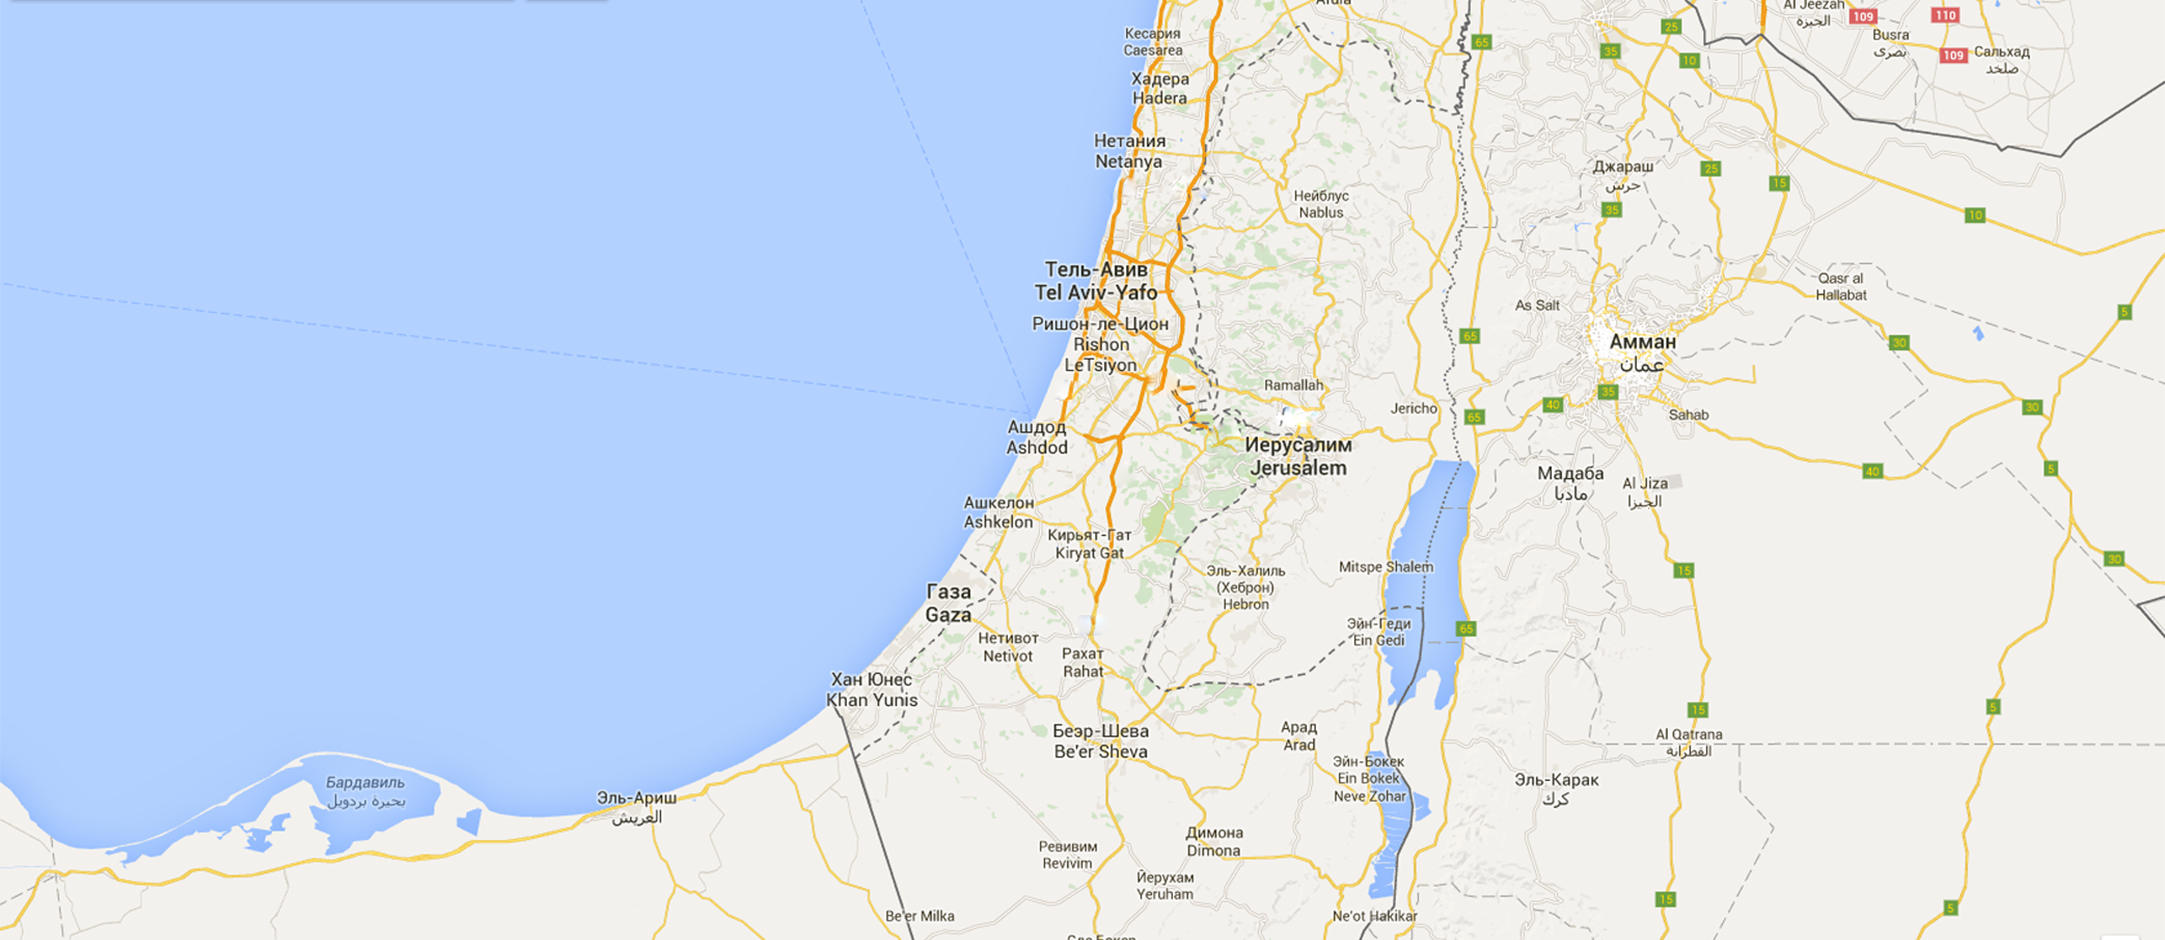 Afula
Al Jeezah
الجيزة
109
110
109
Busra
بصرى
Сальхад
صلخد
Кесария
Caesarea
65
25
35
10
Хадера
Hadera
Нетания
Netanya
Джараш
جرش
25
15
35
10
Нейблус
Nablus
Тель-Авив
Tel Aviv-Yafo
Qasr al
Hallabat
As Salt
5
Ришон-ле-Цион
Rishon
LeTsiyon
65
Амман
عمان
30
Ramallah
35
40
30
Jericho
65
Sahab
Ашдод
Ashdod
Иерусалим
Jerusalem
Мадаба
مادبا
Al Jiza
الجيزا
40
5
Ашкелон
Ashkelon
Кирьят-Гат
Kiryat Gat
Mitspe Shalem
15
30
Эль-Халиль
(Хеброн)
Hebron
Газа
Gaza
Эйн-Геди
Ein Gedi
65
Нетивот
Netivot
Рахат
Rahat
Хан Юнес
Khan Yunis
15
5
Беэр-Шева
Be'er Sheva
Арад
Arad
Al Qatrana
القطرانة
Эйн-Бокек
Ein Bokek
Neve Zohar
Эль-Карак
كرك
Бардавиль
بحيرة بردويل
Эль-Ариш
العريش
Димона
Dimona
Ревивим
Revivim
Йерухам
Yeruham
15
5
Be'er Milka
Ne'ot Hakikar
Сде-Бокер